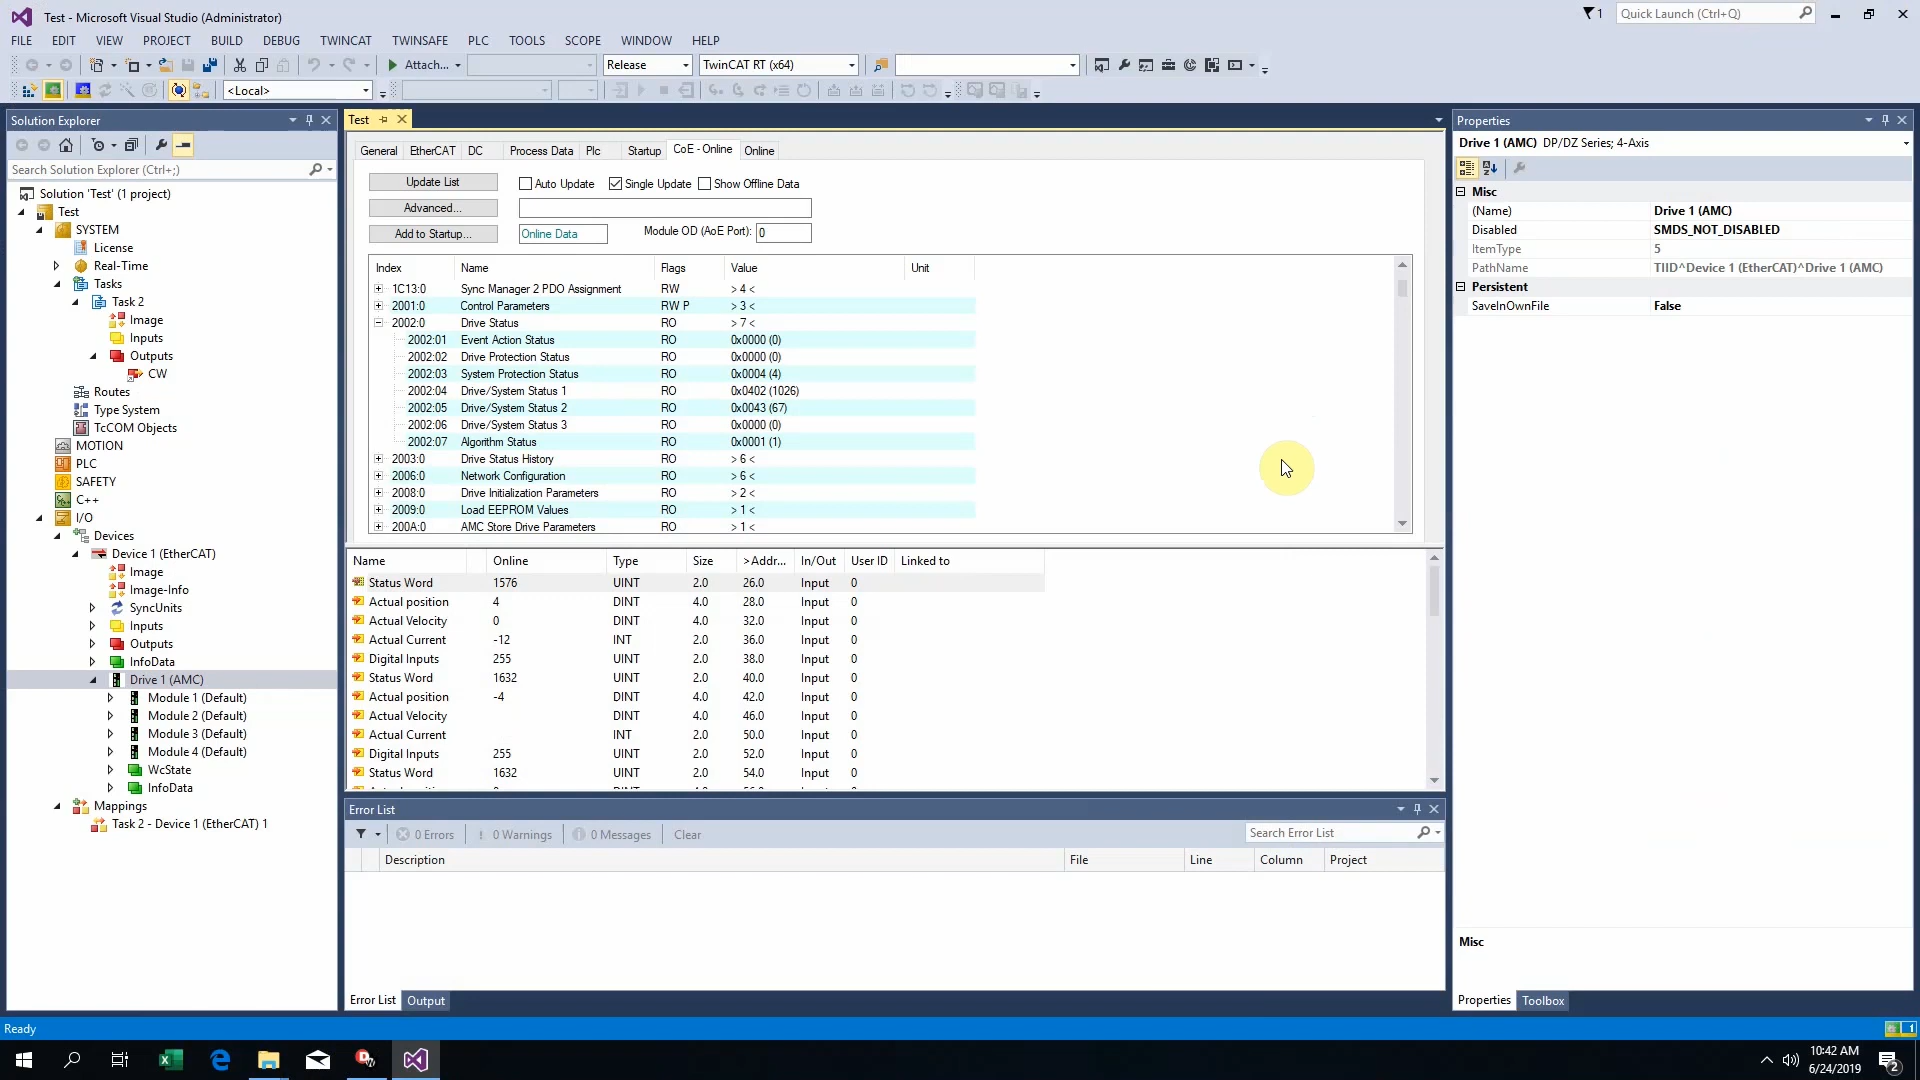 Test - Microsoft Visual Studio (Administrator)
1
Quick Launch (Ctrl+Q)
FILE EDIT VIEW PROJECT BUILD DEBUG TWINCAT TWINSAFE PLC TOOLS SCOPE WINDOW HELP
Attach... Release TwinCAT RT (x64)
<Local>
Solution Explorer
Search Solution Explorer (Ctrl+;)
Solution 'Test' (1 project)
Test
SYSTEM
License
Real-Time
Tasks
Task 2
Image
Inputs
Outputs
CW
Routes
Type System
TcCOM Objects
MOTION
PLC
SAFETY
C++
I/O
Devices
Device 1 (EtherCAT)
Image
Image-Info
SyncUnits
Inputs
Outputs
InfoData
Drive 1 (AMC)
Module 1 (Default)
Module 2 (Default)
Module 3 (Default)
Module 4 (Default)
WcState
InfoData
Mappings
Task 2 - Device 1 (EtherCAT) 1
Test
General EtherCAT DC Process Data Plc Startup CoE - Online Online
Update List Auto Update Single Update Show Offline Data
Advanced...
Add to Startup... Online Data Module OD (AoE Port): 0
Index Name Flags Value Unit
1C13:0 Sync Manager 2 PDO Assignment RW > 4 <
2001:0 Control Parameters RW P > 3 <
2002:0 Drive Status RO > 7 <
2002:01 Event Action Status RO 0x0000 (0)
2002:02 Drive Protection Status RO 0x0000 (0)
2002:03 System Protection Status RO 0x0004 (4)
2002:04 Drive/System Status 1 RO 0x0402 (1026)
2002:05 Drive/System Status 2 RO 0x0043 (67)
2002:06 Drive/System Status 3 RO 0x0000 (0)
2002:07 Algorithm Status RO 0x0001 (1)
2003:0 Drive Status History RO > 6 <
2006:0 Network Configuration RO > 6 <
2008:0 Drive Initialization Parameters RO > 2 <
2009:0 Load EEPROM Values RO > 1 <
200A:0 AMC Store Drive Parameters RO > 1 <
Name Online Type Size >Addr... In/Out User ID Linked to
Status Word 1576 UINT 2.0 26.0 Input 0
Actual position 4 DINT 4.0 28.0 Input 0
Actual Velocity 0 DINT 4.0 32.0 Input 0
Actual Current -12 INT 2.0 36.0 Input 0
Digital Inputs 255 UINT 2.0 38.0 Input 0
Status Word 1632 UINT 2.0 40.0 Input 0
Actual position -4 DINT 4.0 42.0 Input 0
Actual Velocity DINT 4.0 46.0 Input 0
Actual Current INT 2.0 50.0 Input 0
Digital Inputs 255 UINT 2.0 52.0 Input 0
Status Word 1632 UINT 2.0 54.0 Input 0
Error List
0 Errors 0 Warnings 0 Messages Clear Search Error List
Description File Line Column Project
Error List Output
Properties
Drive 1 (AMC) DP/DZ Series; 4-Axis
Misc
(Name) Drive 1 (AMC)
Disabled SMDS_NOT_DISABLED
ItemType 5
PathName TIID^Device 1 (EtherCAT)^Drive 1 (AMC)
Persistent
SaveInOwnFile False
Misc
Properties Toolbox
Ready
1
10:42 AM
6/24/2019
2